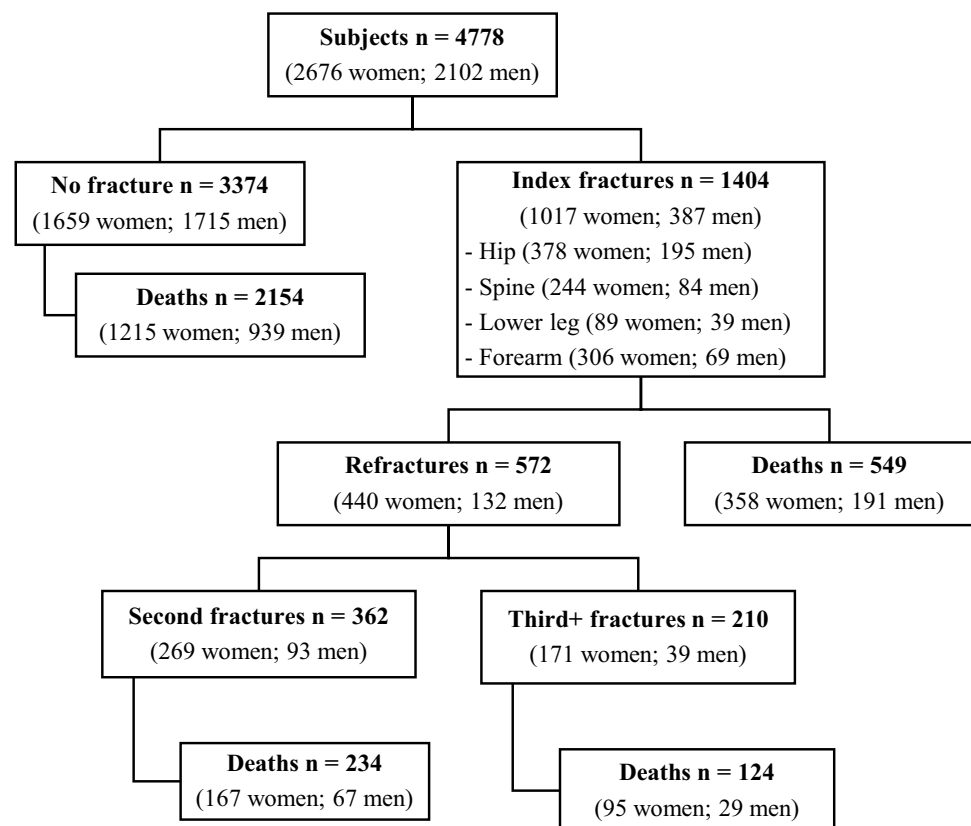 Subjects n = 4778
(2676 women; 2102 men)
No fracture n = 3374
(1659 women; 1715 men)
Deaths n = 2154
(1215 women; 939 men)
Index fractures n = 1404
(1017 women; 387 men)
- Hip (378 women; 195 men)
- Spine (244 women; 84 men)
- Lower leg (89 women; 39 men)
- Forearm (306 women; 69 men)
Refractures n = 572
(440 women; 132 men)
Deaths n = 549
(358 women; 191 men)
Second fractures n = 362
(269 women; 93 men)
Third+ fractures n = 210
(171 women; 39 men)
Deaths n = 234
(167 women; 67 men)
Deaths n = 124
(95 women; 29 men)